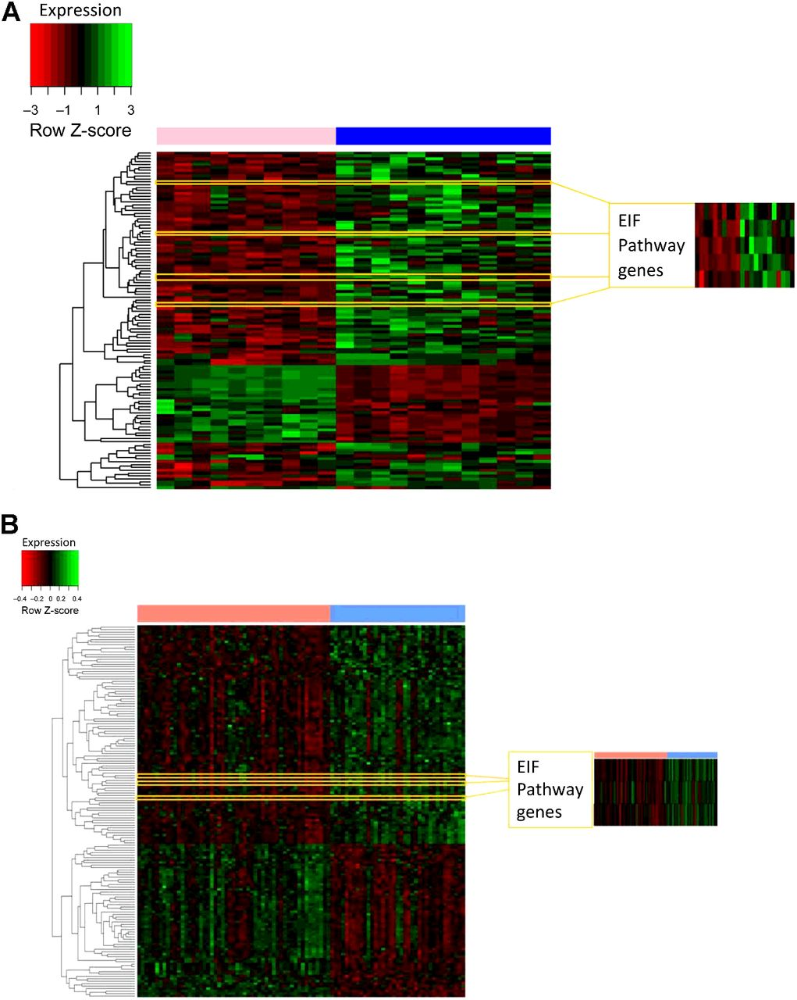 A
Expression
–3 –1 1 3
Row Z-score
EIF
Pathway
genes
B
Expression
–0.4 –0.2 0 0.2 0.4
Row Z-score
EIF
Pathway
genes